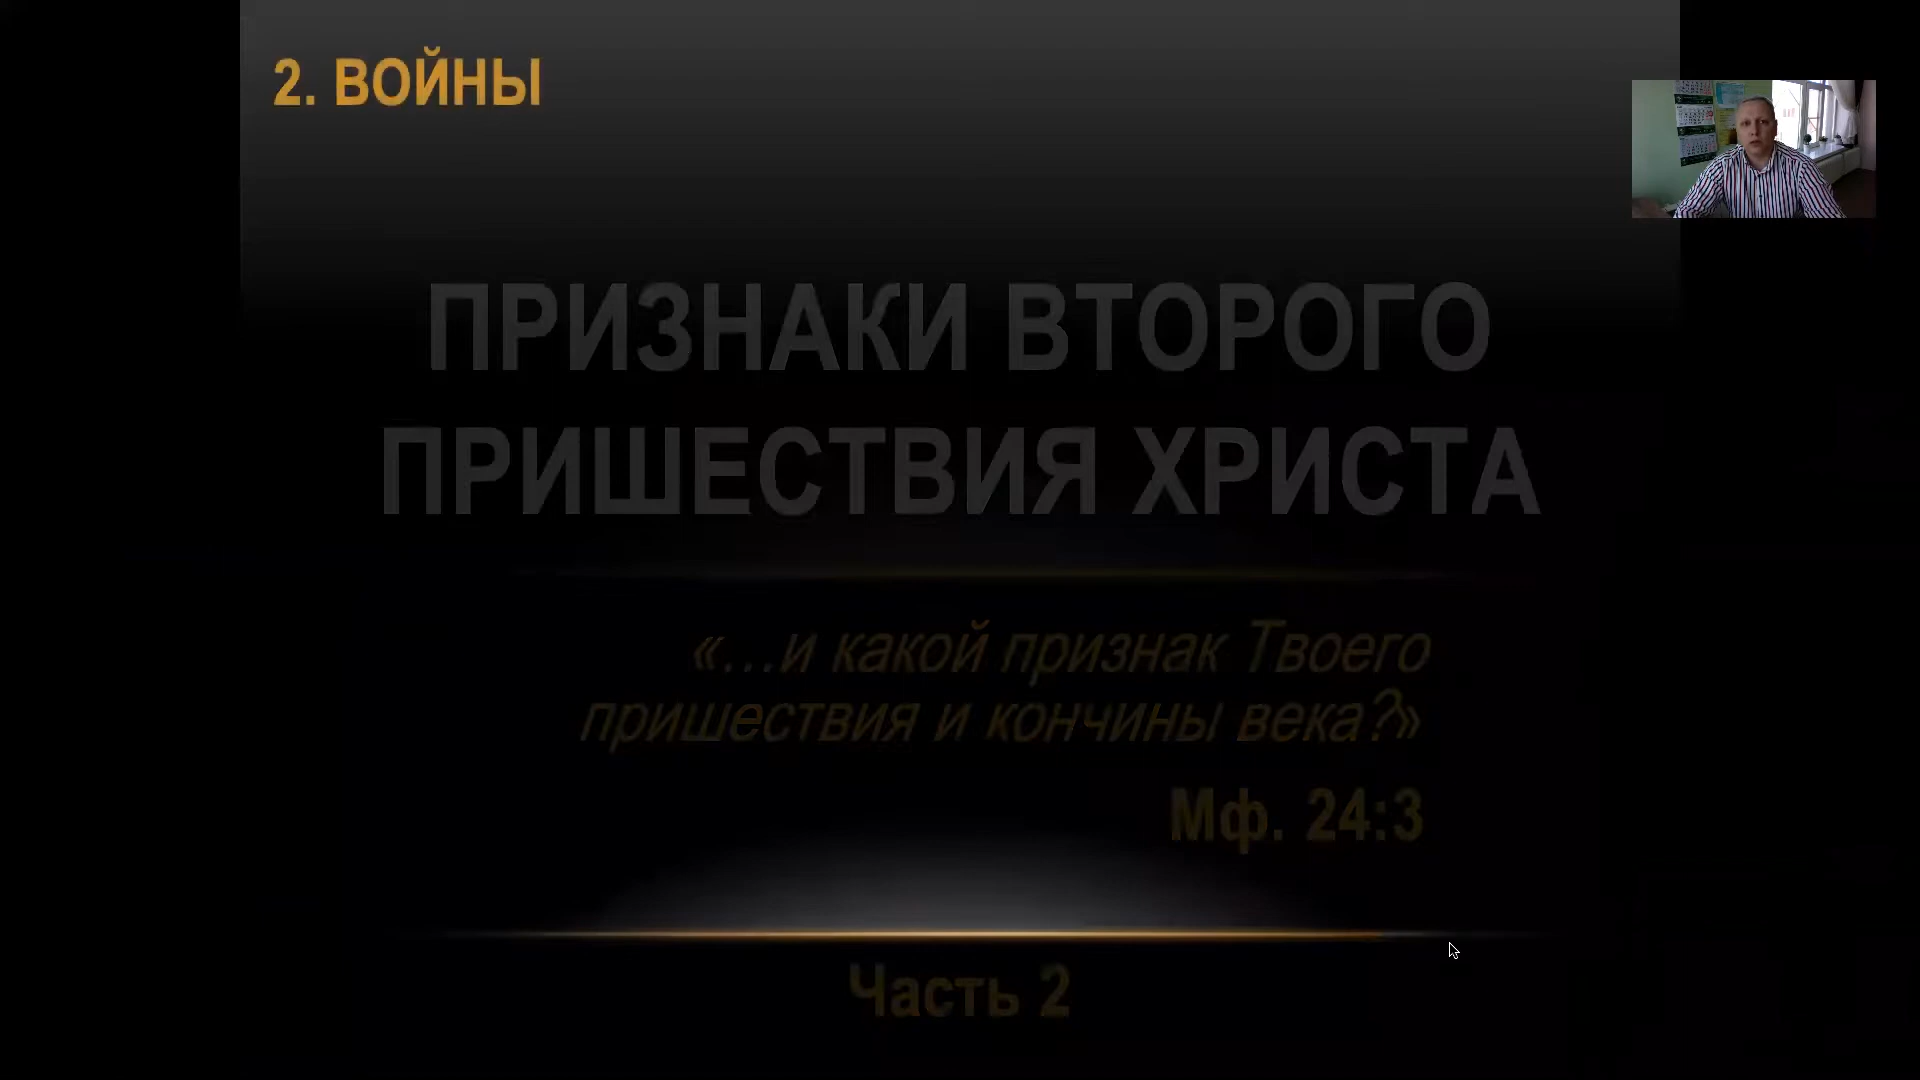 2. ВОЙНЫ
ПРИЗНАКИ ВТОРОГО
ПРИШЕСТВИЯ ХРИСТА
«...и какой признак Твоего
пришествия и кончины века?»
Мф. 24:3
Часть 2